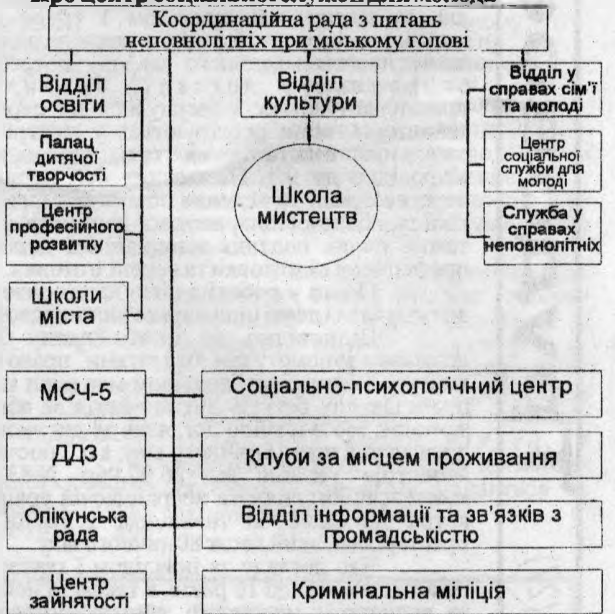 Координаційна рада з питань
неповнолітніх при міському голові
Відділ
освіти
Палац
дитячої
творчості
Центр
професійного
розвитку
Школи
міста
Відділ
культури
Школа
мистецтв
Відділ у
справах сім'ї
та молоді
Центр
соціальної
служби для
молоді
Служба у
справах
неповнолітніх
МСЧ-5
Соціально-психологічний центр
ДДЗ
Клуби за місцем проживання
Опікунська
рада
Відділ інформації та зв'язків з
громадськістю
Центр
зайнятості
Кримінальна міліція